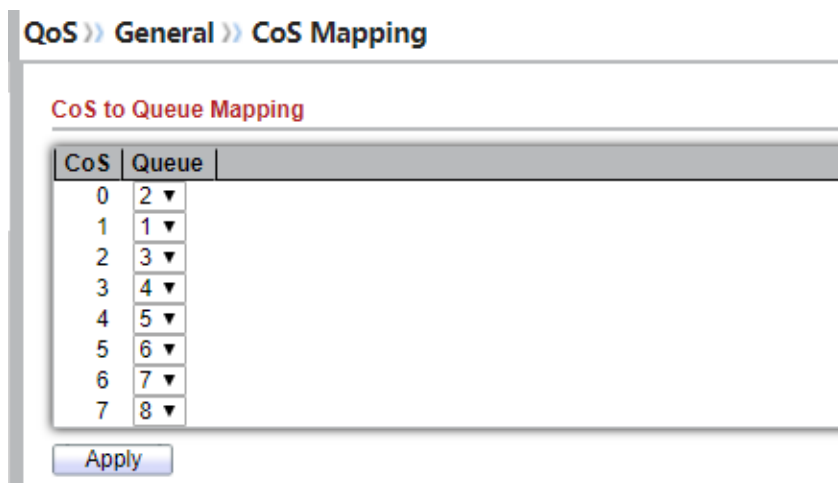 QoS » General » CoS Mapping
CoS to Queue Mapping
CoS Queue
0 2 ▼
1 1 ▼
2 3 ▼
3 4 ▼
4 5 ▼
5 6 ▼
6 7 ▼
7 8 ▼
Apply